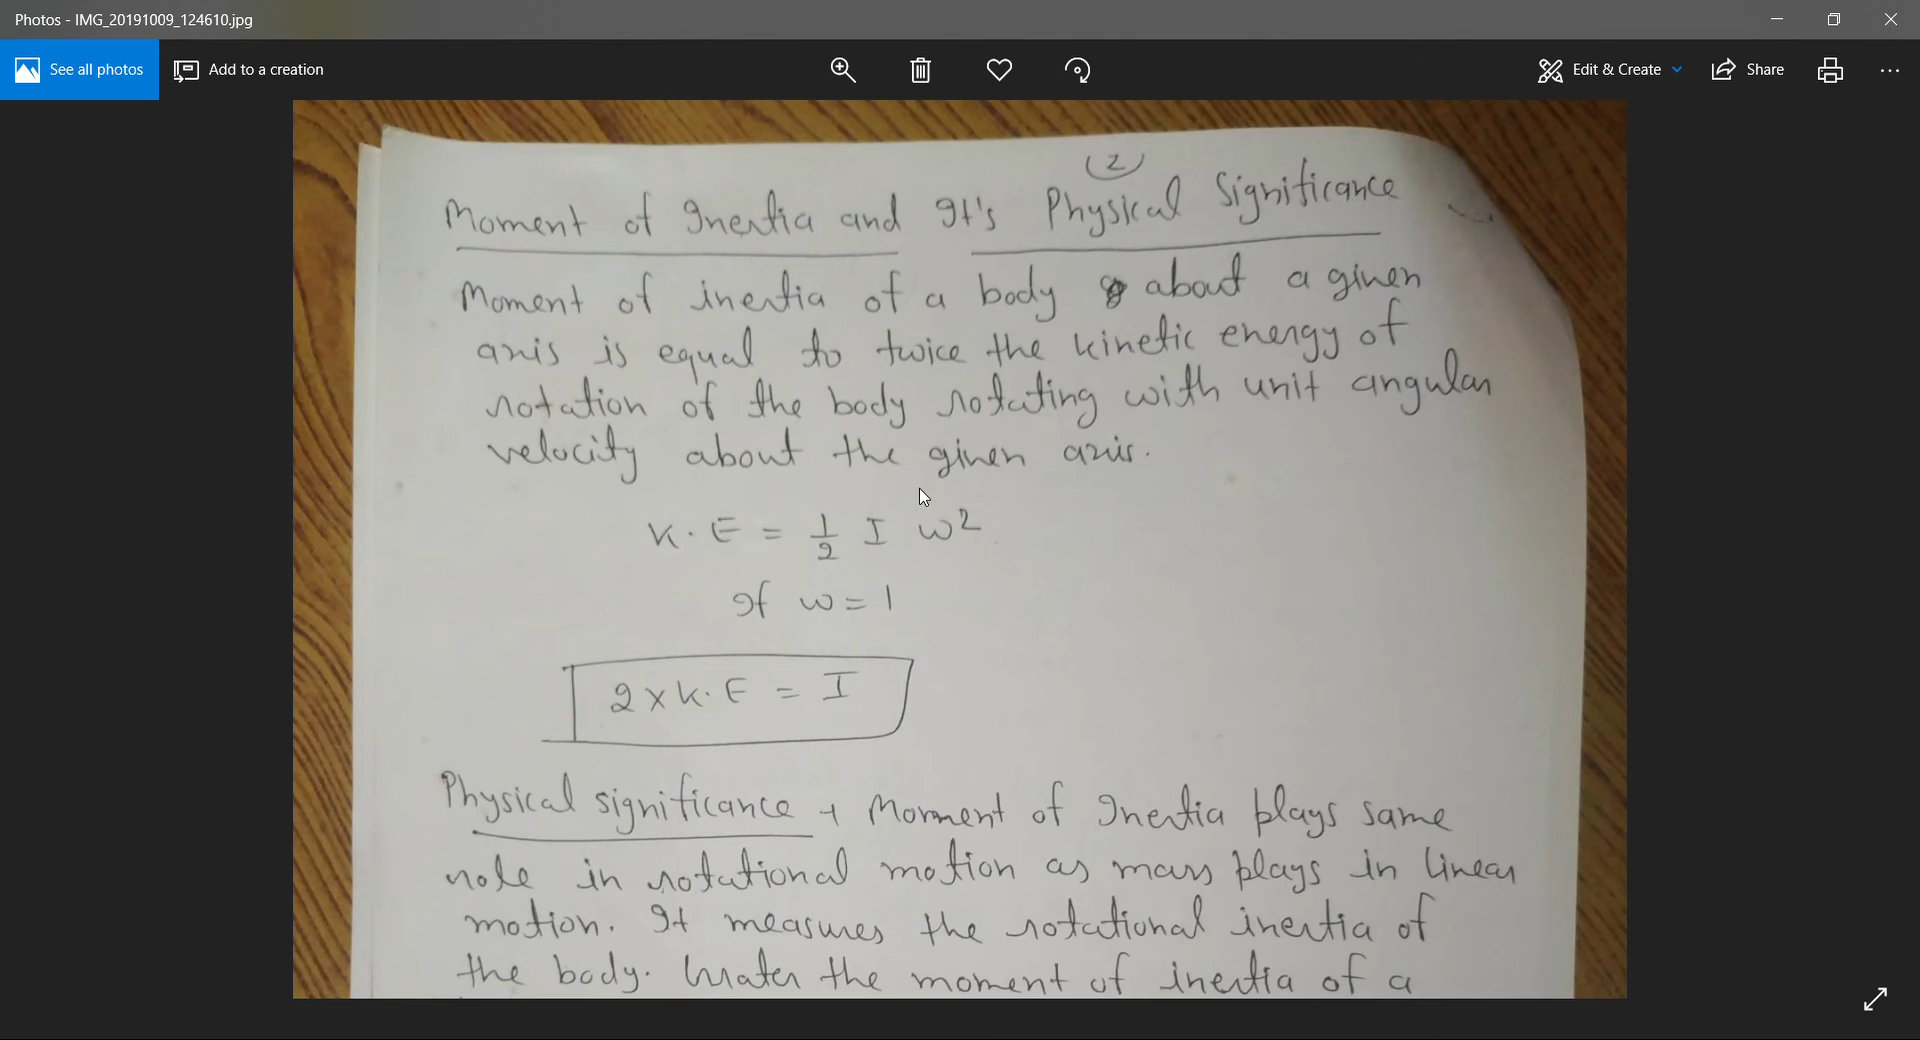 Photos - IMG_20191009_124610.jpg
See all photos
Add to a creation
Edit & Create
Share
(2)
Moment of Inertia and It's Physical Significance
Moment of inertia of a body about a given
axis is equal to twice the kinetic energy of
rotation of the body rotating with unit angular
velocity about the given axis.
K.E = 1/2 I w²
If w = 1
2 x K.E = I
Physical significance → Moment of Inertia plays same
role in rotational motion as mass plays in linear
motion. It measures the rotational inertia of
the body. the moment of inertia of a